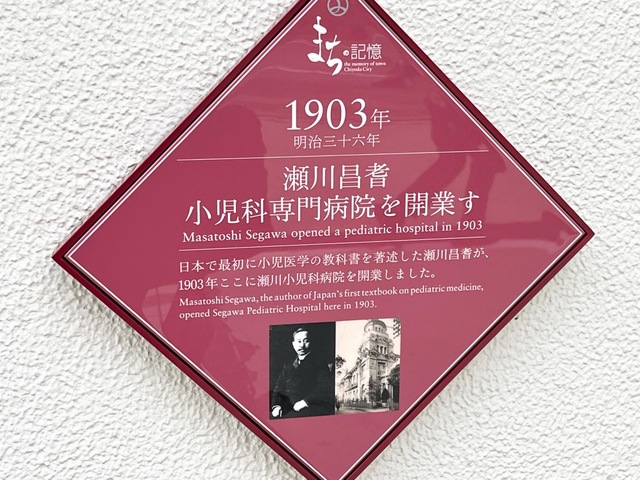 まちの記憶
the memory of town
Chiyoda City
1903年
明治三十六年
瀬川昌耆
小児科専門病院を開業す
Masatoshi Segawa opened a pediatric hospital in 1903
日本で最初に小児医学の教科書を著述した瀬川昌耆が、
1903年ここに瀬川小児科病院を開業しました。
Masatoshi Segawa, the author of Japan's first textbook on pediatric medicine,
opened Segawa Pediatric Hospital here in 1903.